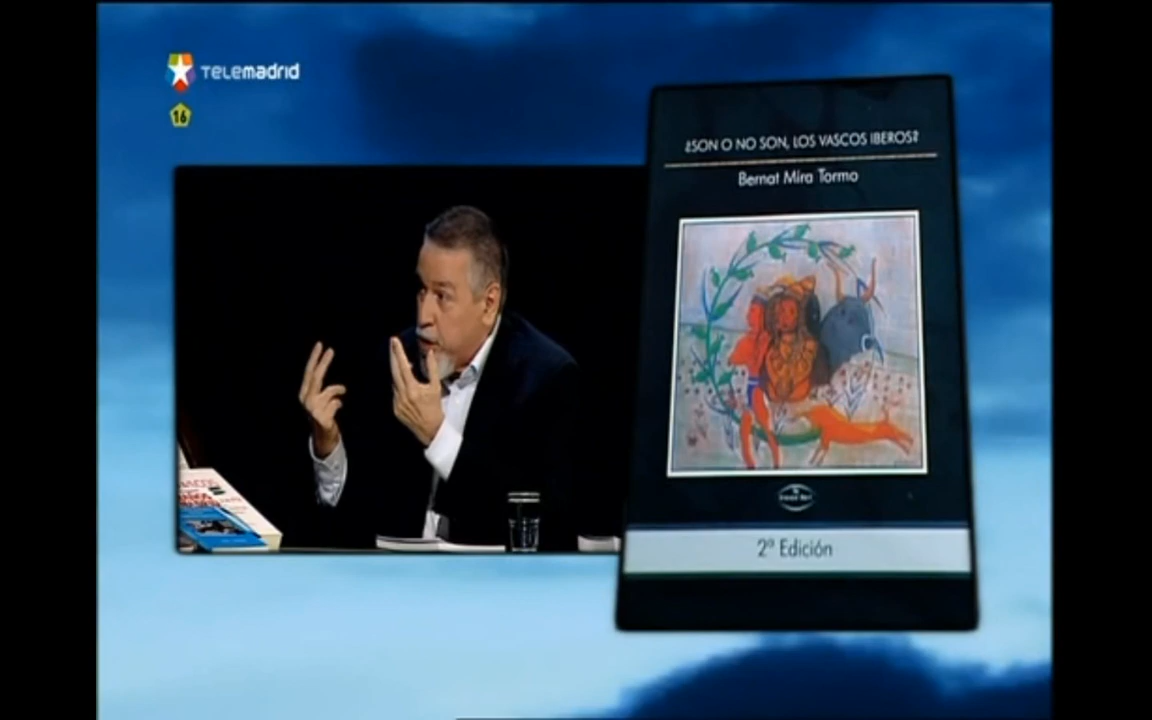 TELEMADRID
16
¿SON O NO SON, LOS VASCOS IBEROS?
Bernat Mira Tormo
2ª Edición